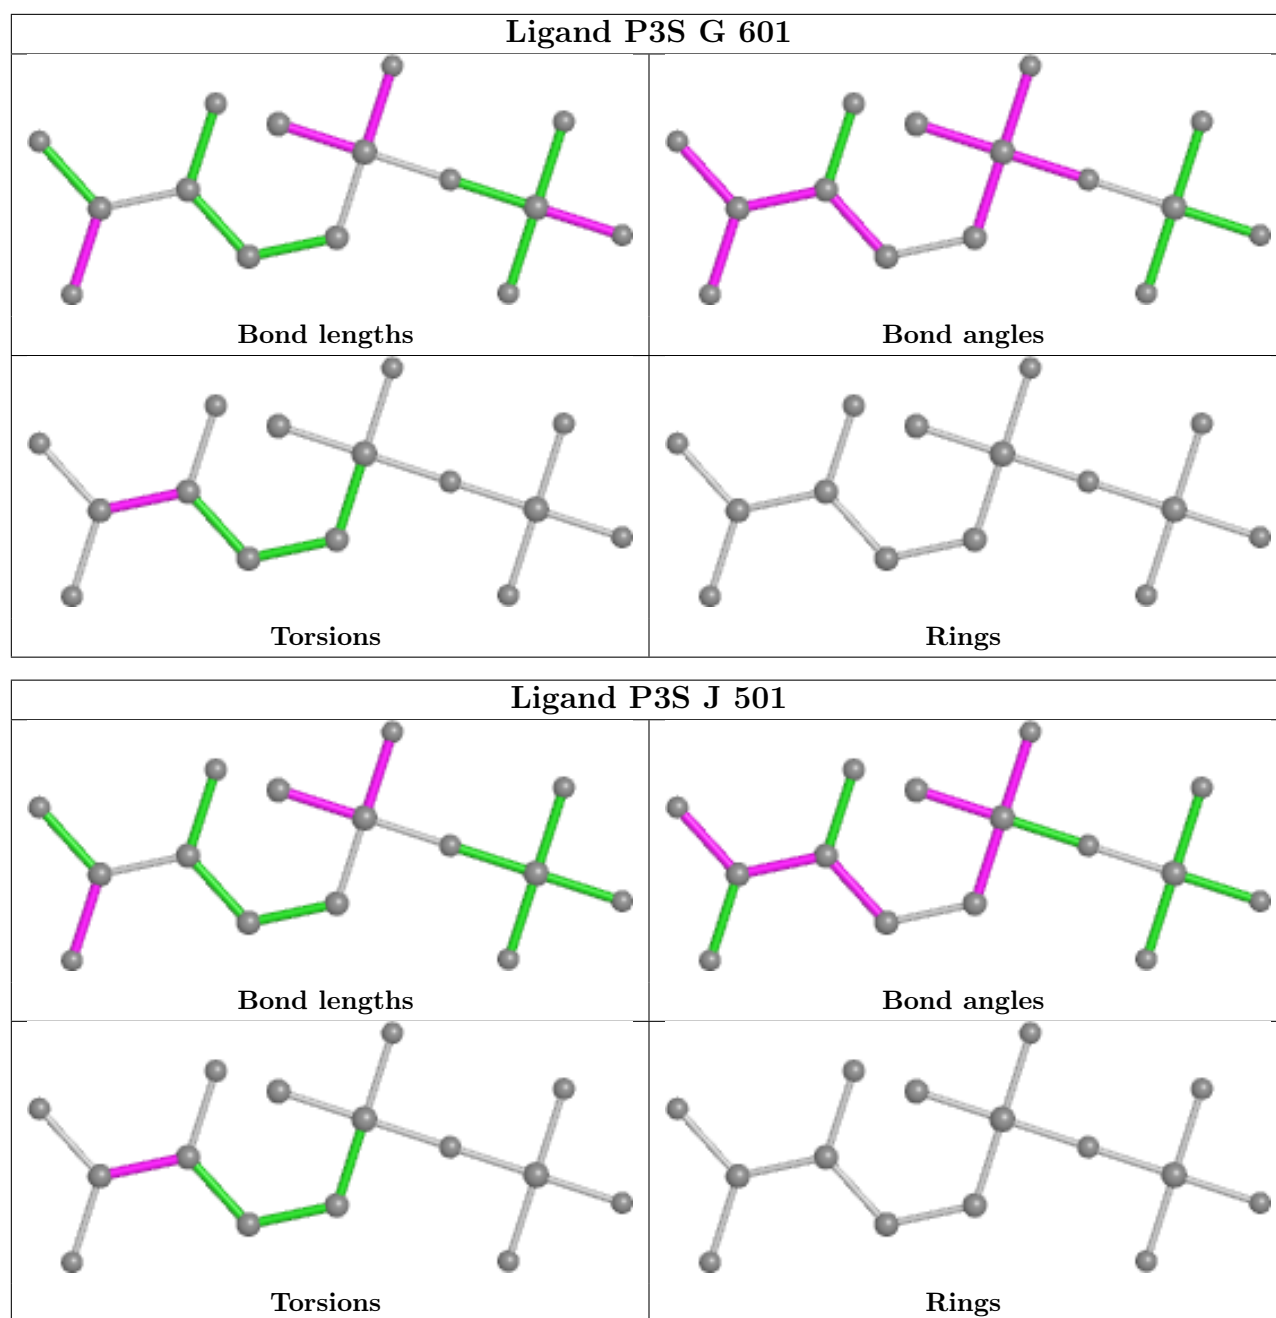 Ligand P3S G 601
Bond lengths
Bond angles
Torsions
Rings
Ligand P3S J 501
Bond lengths
Bond angles
Torsions
Rings